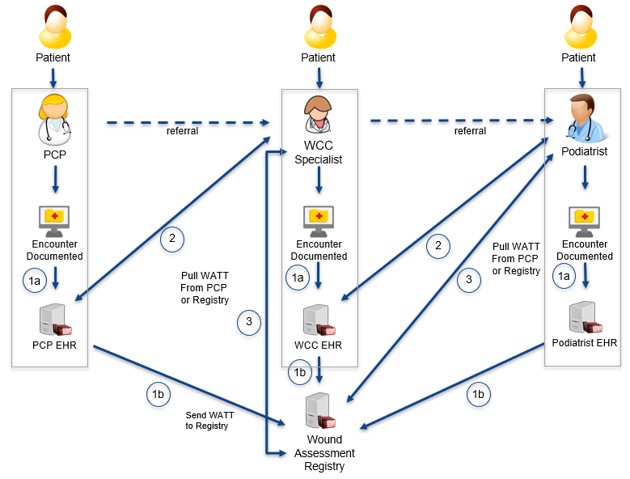 Patient
Patient
Patient
PCP
referral
WCC
Specialist
referral
Podiatrist
Encounter
Documented
2
Encounter
Documented
2
Pull WATT
From PCP
or Registry
Encounter
Documented
1a
Pull WATT
From PCP
or Registry
1a
3
1a
PCP EHR
3
WCC EHR
Podiatrist EHR
1b
1b
1b
Send WATT
to Registry
Wound
Assessment
Registry